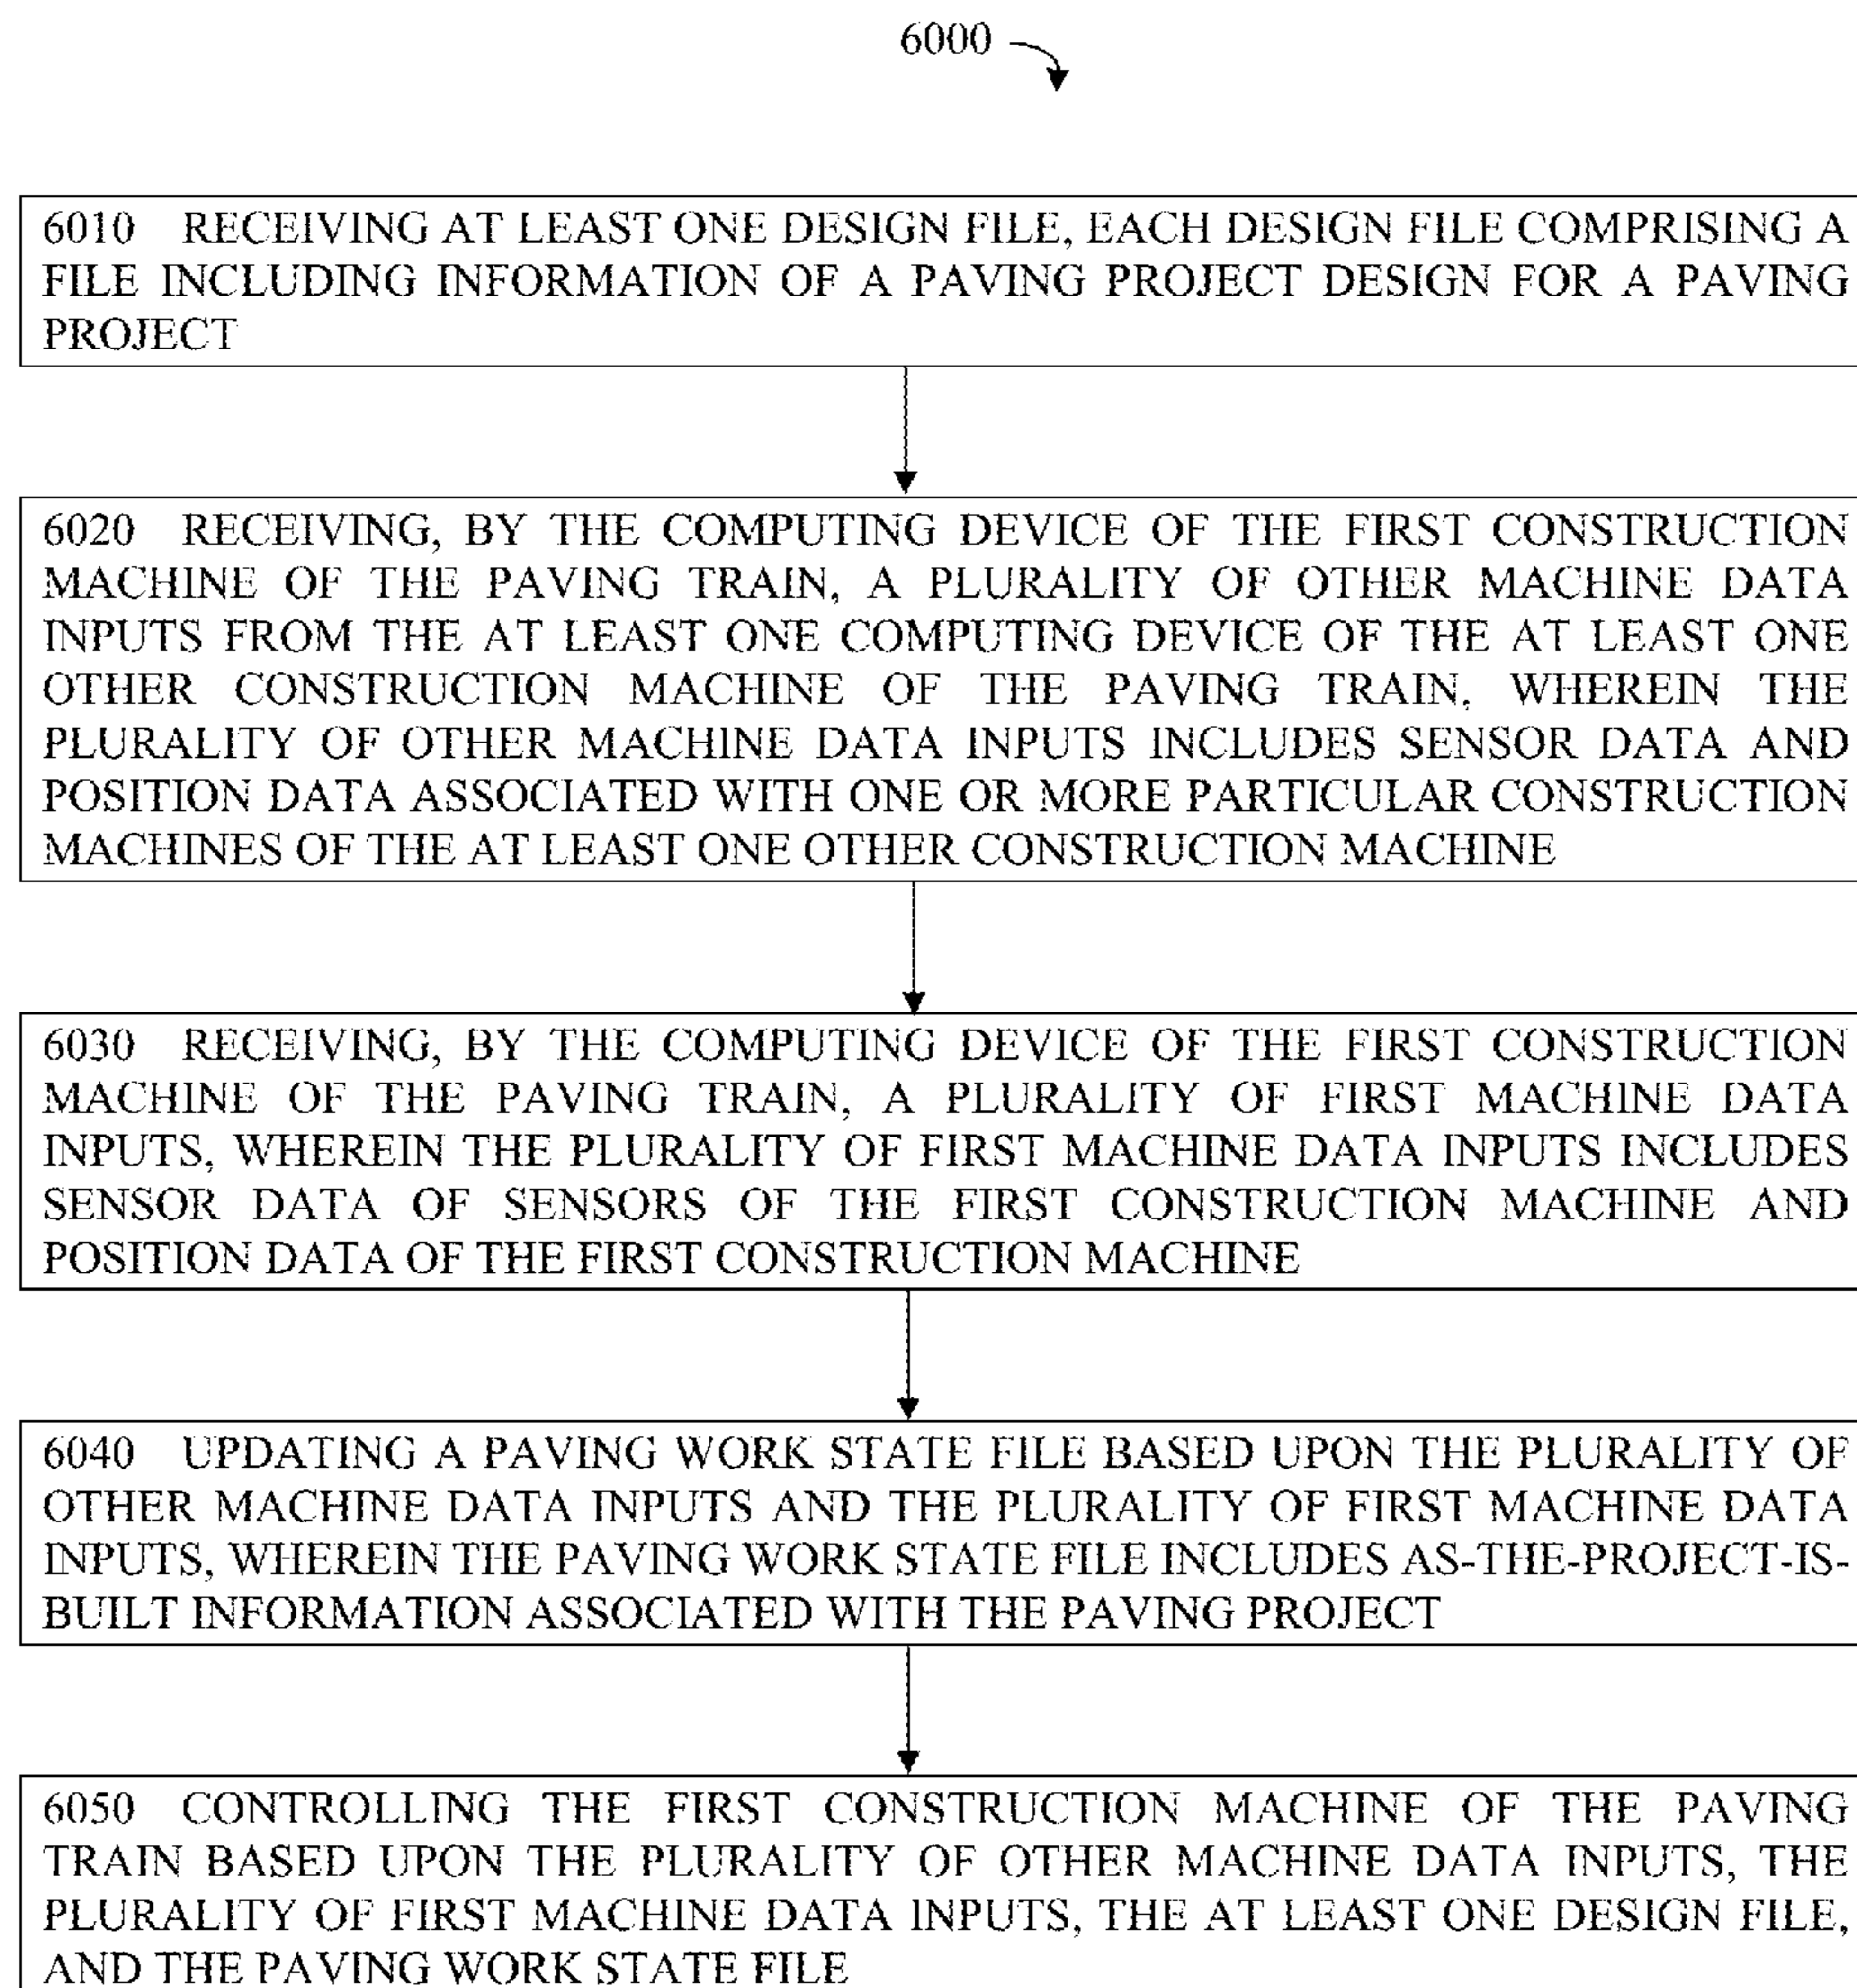 6000
6010 RECEIVING AT LEAST ONE DESIGN FILE, EACH DESIGN FILE COMPRISING A
FILE INCLUDING INFORMATION OF A PAVING PROJECT DESIGN FOR A PAVING
PROJECT
6020 RECEIVING, BY THE COMPUTING DEVICE OF THE FIRST CONSTRUCTION
MACHINE OF THE PAVING TRAIN, A PLURALITY OF OTHER MACHINE DATA
INPUTS FROM THE AT LEAST ONE COMPUTING DEVICE OF THE AT LEAST ONE
OTHER CONSTRUCTION MACHINE OF THE PAVING TRAIN, WHEREIN THE
PLURALITY OF OTHER MACHINE DATA INPUTS INCLUDES SENSOR DATA AND
POSITION DATA ASSOCIATED WITH ONE OR MORE PARTICULAR CONSTRUCTION
MACHINES OF THE AT LEAST ONE OTHER CONSTRUCTION MACHINE
6030 RECEIVING, BY THE COMPUTING DEVICE OF THE FIRST CONSTRUCTION
MACHINE OF THE PAVING TRAIN, A PLURALITY OF FIRST MACHINE DATA
INPUTS, WHEREIN THE PLURALITY OF FIRST MACHINE DATA INPUTS INCLUDES
SENSOR DATA OF SENSORS OF THE FIRST CONSTRUCTION MACHINE AND
POSITION DATA OF THE FIRST CONSTRUCTION MACHINE
6040 UPDATING A PAVING WORK STATE FILE BASED UPON THE PLURALITY OF
OTHER MACHINE DATA INPUTS AND THE PLURALITY OF FIRST MACHINE DATA
INPUTS, WHEREIN THE PAVING WORK STATE FILE INCLUDES AS-THE-PROJECT-IS-
BUILT INFORMATION ASSOCIATED WITH THE PAVING PROJECT
6050 CONTROLLING THE FIRST CONSTRUCTION MACHINE OF THE PAVING
TRAIN BASED UPON THE PLURALITY OF OTHER MACHINE DATA INPUTS, THE
PLURALITY OF FIRST MACHINE DATA INPUTS, THE AT LEAST ONE DESIGN FILE,
AND THE PAVING WORK STATE FILE